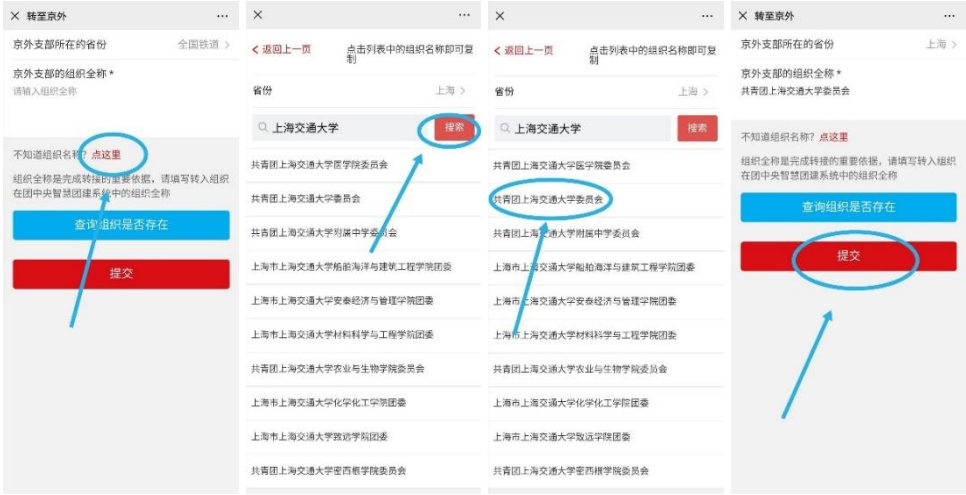 转至京外
京外支部所在的省份 全国铁道
京外支部的组织全称 *
请输入组织全称
不知道组织名称？点这里
组织全称是完成转接的重要依据，请填写转入组织
在团中央智慧团建系统中的组织全称
查询组织是否存在
提交
返回上一页
点击列表中的组织名称即可复
制
省份 上海
上海交通大学 搜索
共青团上海交通大学医学院委员会
共青团上海交通大学委员会
共青团上海交通大学附属中学委员会
上海市上海交通大学船舶海洋与建筑工程学院团委
上海市上海交通大学安泰经济与管理学院团委
上海市上海交通大学材料科学与工程学院团委
共青团上海交通大学农业与生物学院委员会
上海市上海交通大学化学化工学院团委
上海市上海交通大学致远学院团委
共青团上海交通大学密西根学院委员会
返回上一页
点击列表中的组织名称即可复
制
省份 上海
上海交通大学 搜索
共青团上海交通大学医学院委员会
共青团上海交通大学委员会
共青团上海交通大学附属中学委员会
上海市上海交通大学船舶海洋与建筑工程学院团委
上海市上海交通大学安泰经济与管理学院团委
上海市上海交通大学材料科学与工程学院团委
共青团上海交通大学农业与生物学院委员会
上海市上海交通大学化学化工学院团委
上海市上海交通大学致远学院团委
共青团上海交通大学密西根学院委员会
转至京外
京外支部所在的省份 上海
京外支部的组织全称 *
共青团上海交通大学委员会
不知道组织名称？点这里
组织全称是完成转接的重要依据，请填写转入组织
在团中央智慧团建系统中的组织全称
查询组织是否存在
提交